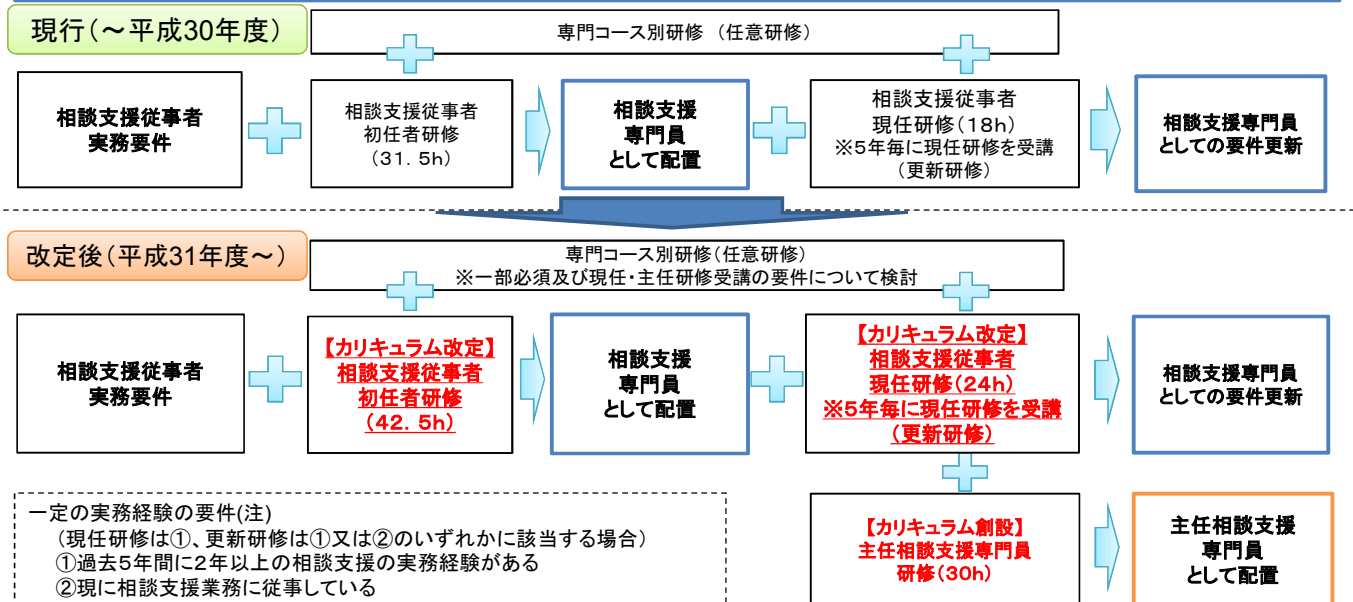 現行(～平成30年度)
専門コース別研修 （任意研修）
相談支援従事者
実務要件
相談支援従事者
初任者研修
(31．5h)
相談支援
専門員
として配置
相談支援従事者
現任研修(18h)
※5年毎に現任研修を受講
(更新研修)
相談支援専門員
としての要件更新
改定後(平成31年度～)
専門コース別研修(任意研修)
※一部必須及び現任・主任研修受講の要件について検討
相談支援従事者
実務要件
【カリキュラム改定】
相談支援従事者
初任者研修
(42．5h)
相談支援
専門員
として配置
【カリキュラム改定】
相談支援従事者
現任研修(24h)
※5年毎に現任研修を受講
(更新研修)
相談支援専門員
としての要件更新
一定の実務経験の要件(注)
(現任研修は①、更新研修は①又は②のいずれかに該当する場合)
①過去5年間に2年以上の相談支援の実務経験がある
②現に相談支援業務に従事している
【カリキュラム創設】
主任相談支援専門員
研修(30h)
主任相談支援
専門員
として配置